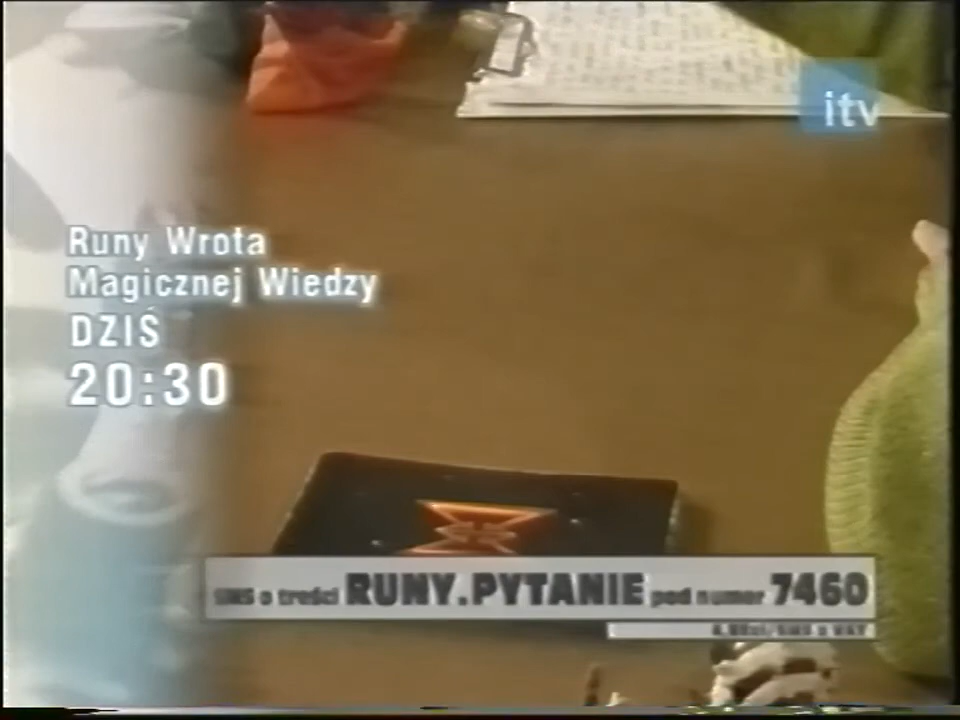 itv
Runy Wrota
Magicznej Wiedzy
DZIŚ
20:30
SMS o treści RUNY.PYTANIE pod numer 7460